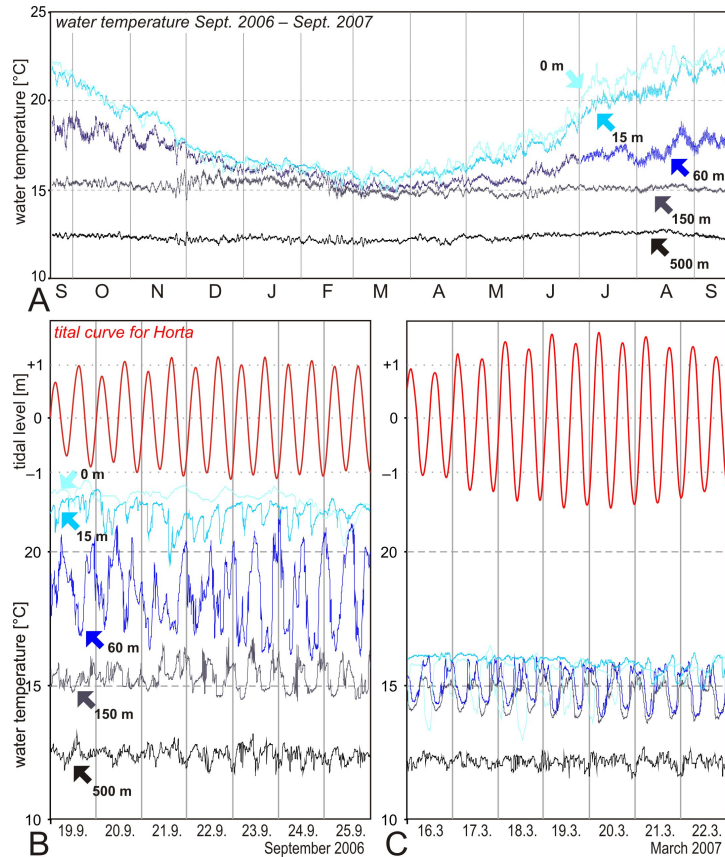 water temperature Sept. 2006 – Sept. 2007
water temperature [°C]
25
20
15
10
0 m
15 m
60 m
150 m
500 m
A
S O N D J F M A M J J A S
tital curve for Horta
tidal level [m]
+1
0
–1
0 m
15 m
60 m
150 m
500 m
water temperature [°C]
20
15
10
B
19.9. 20.9. 21.9. 22.9. 23.9. 24.9. 25.9.
September 2006
+1
0
–1
20
15
10
C
16.3 17.3. 18.3. 19.3. 20.3. 21.3. 22.3.
March 2007